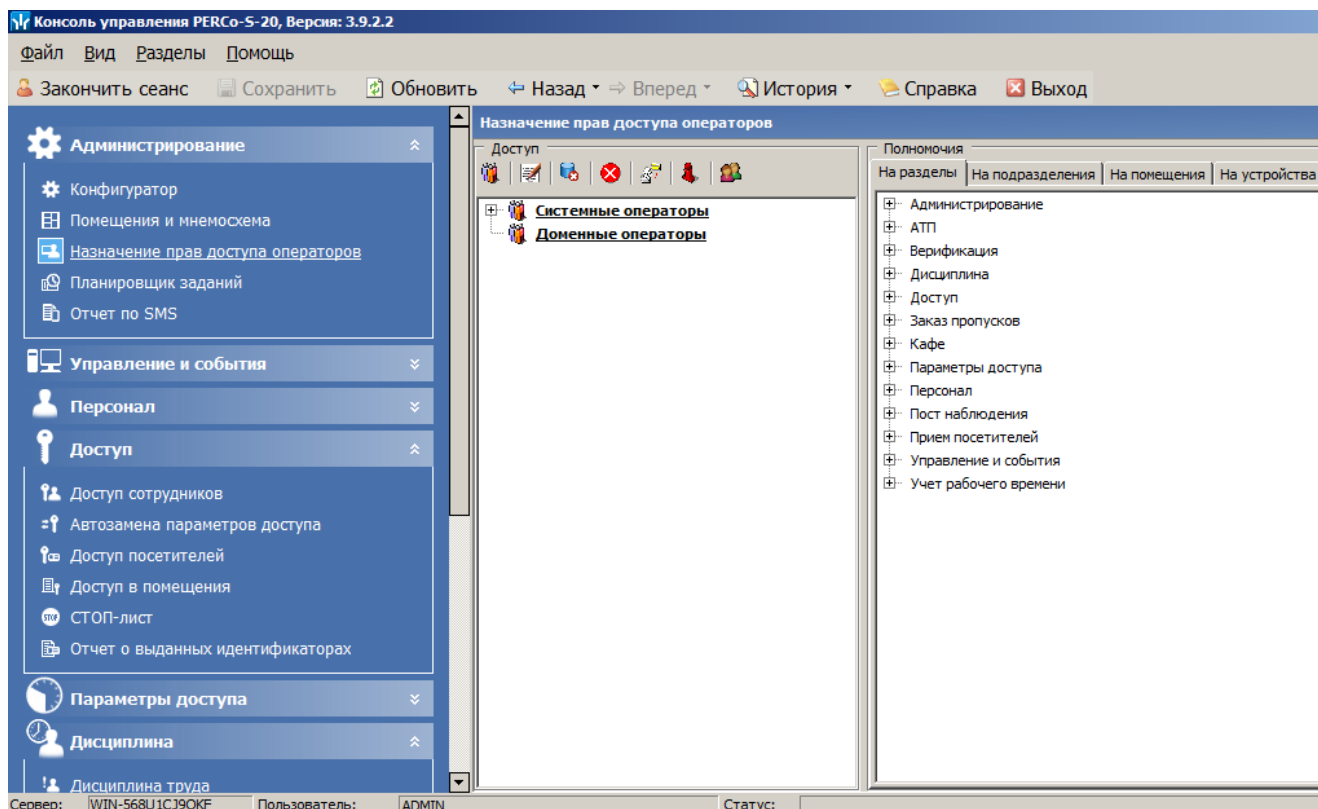 Консоль управления PERCo-S-20, Версия: 3.9.2.2
Файл Вид Разделы Помощь
Закончить сеанс Сохранить Обновить Назад Вперед История Справка Выход
Администрирование
Конфигуратор
Помещения и мнемосхема
Назначение прав доступа операторов
Планировщик заданий
Отчет по SMS
Управление и события
Персонал
Доступ
Доступ сотрудников
Автозамена параметров доступа
Доступ посетителей
Доступ в помещения
STOP СТОП-лист
Отчет о выданных идентификаторах
Параметры доступа
Дисциплина
Дисциплина труда
Назначение прав доступа операторов
Доступ
Системные операторы
Доменные операторы
Полномочия
На разделы На подразделения На помещения На устройства
Администрирование
АТП
Верификация
Дисциплина
Доступ
Заказ пропусков
Кафе
Параметры доступа
Персонал
Пост наблюдения
Прием посетителей
Управление и события
Учет рабочего времени
Сервер: WIN-568U1CJ9OKF Пользователь: ADMIN Статус: